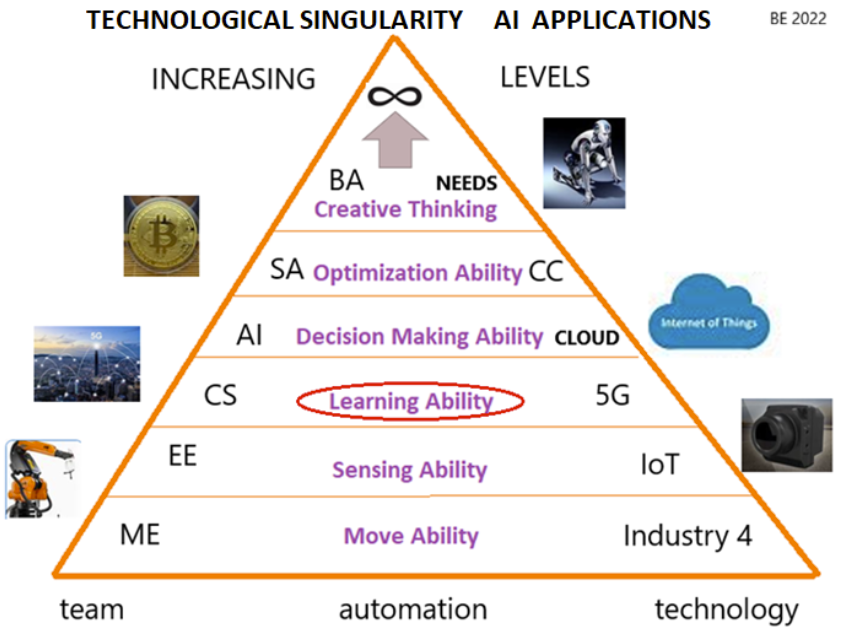 TECHNOLOGICAL SINGULARITY AI APPLICATIONS
BE 2022
INCREASING
LEVELS
∞
BA NEEDS
Creative Thinking
SA Optimization Ability CC
Internet of Things
AI Decision Making Ability CLOUD
5G
CS Learning Ability 5G
EE Sensing Ability IoT
ME Move Ability Industry 4
team automation technology